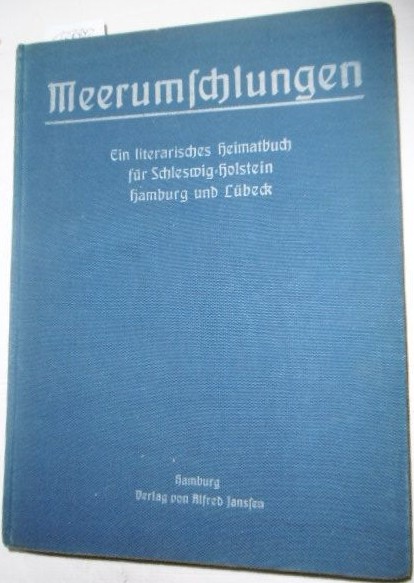 Meerumſchlungen
Ein literarisches Heimatbuch
für Schleswig-Holstein
Hamburg und Lübeck
Hamburg
Verlag von Alfred Janſſen